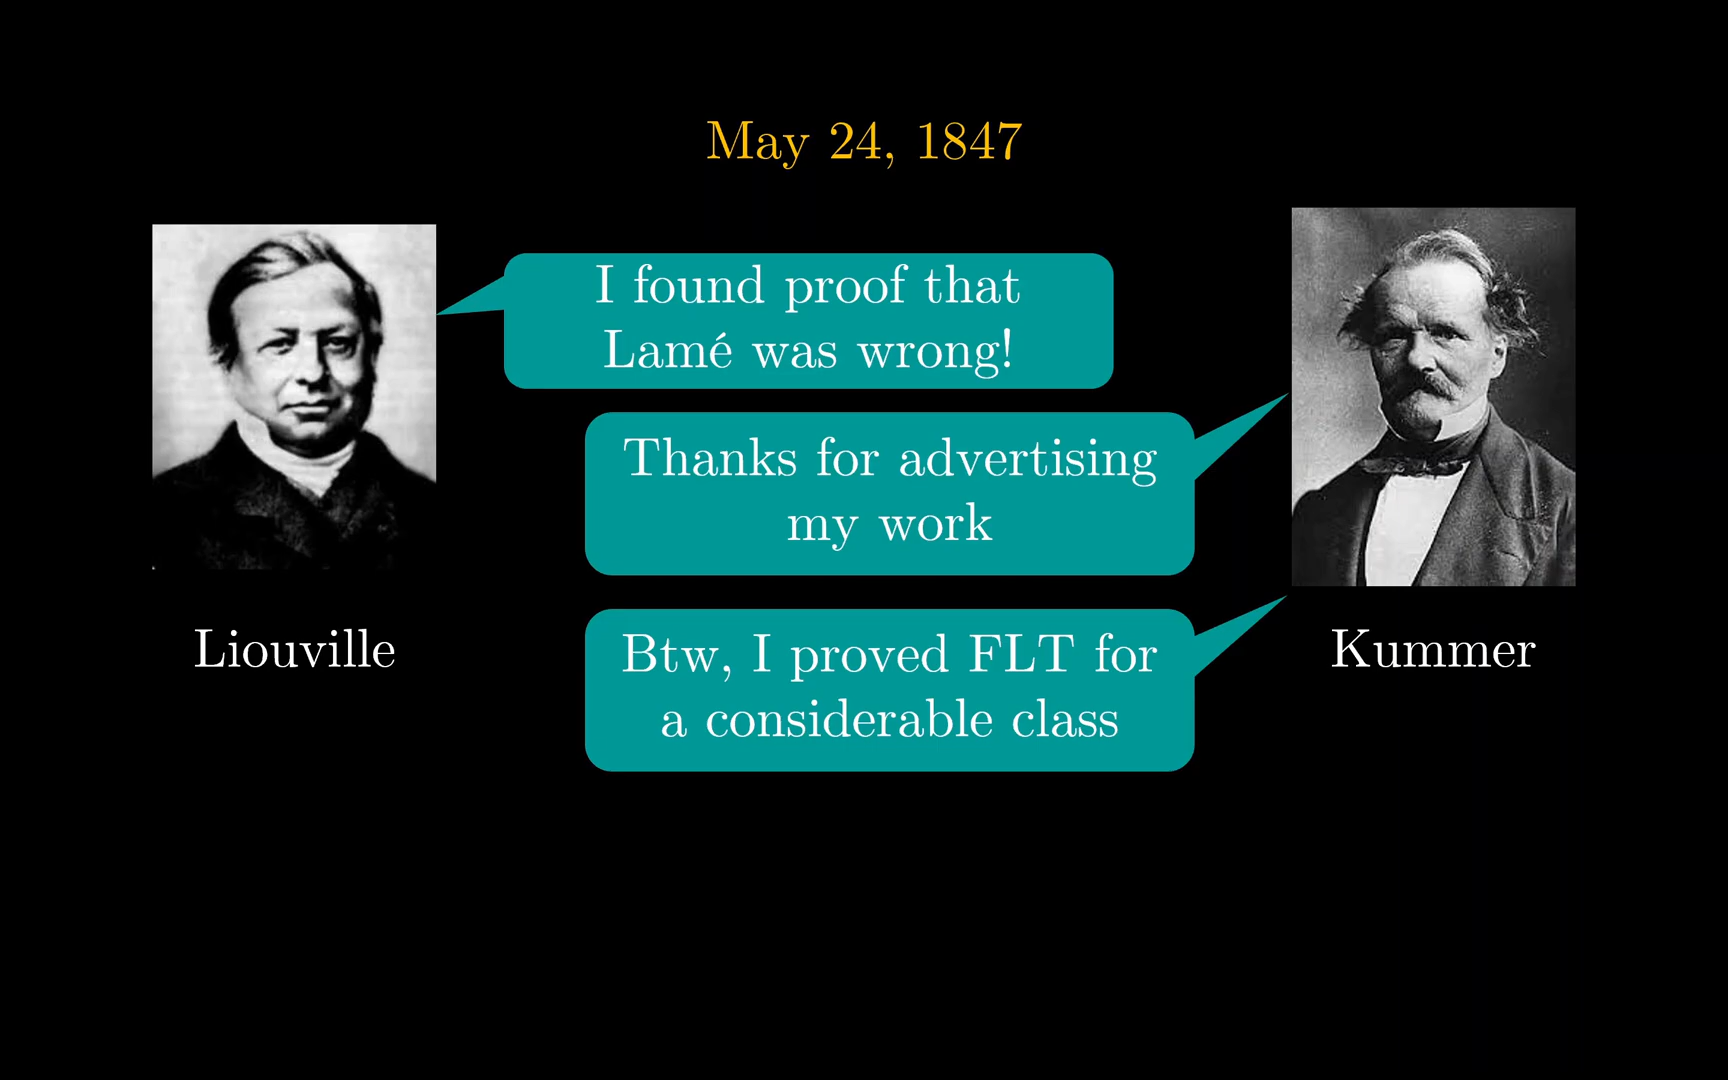 May 24, 1847
I found proof that
Lamé was wrong!
Thanks for advertising
my work
Btw, I proved FLT for
a considerable class
Liouville
Kummer